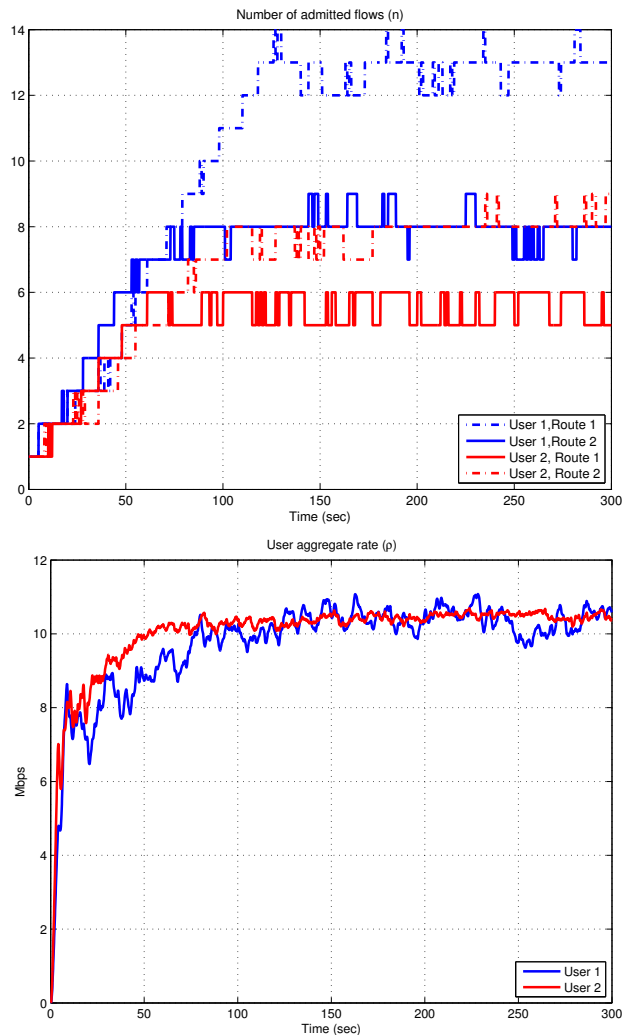 Number of admitted flows (n)
14
12
10
8
6
4
2
0
0
50
100
150
200
250
300
Time (sec)
User 1,Route 1
User 1,Route 2
User 2, Route 1
User 2, Route 2
User aggregate rate (ρ)
Mbps
12
10
8
6
4
2
0
0
50
100
150
200
250
300
Time (sec)
User 1
User 2